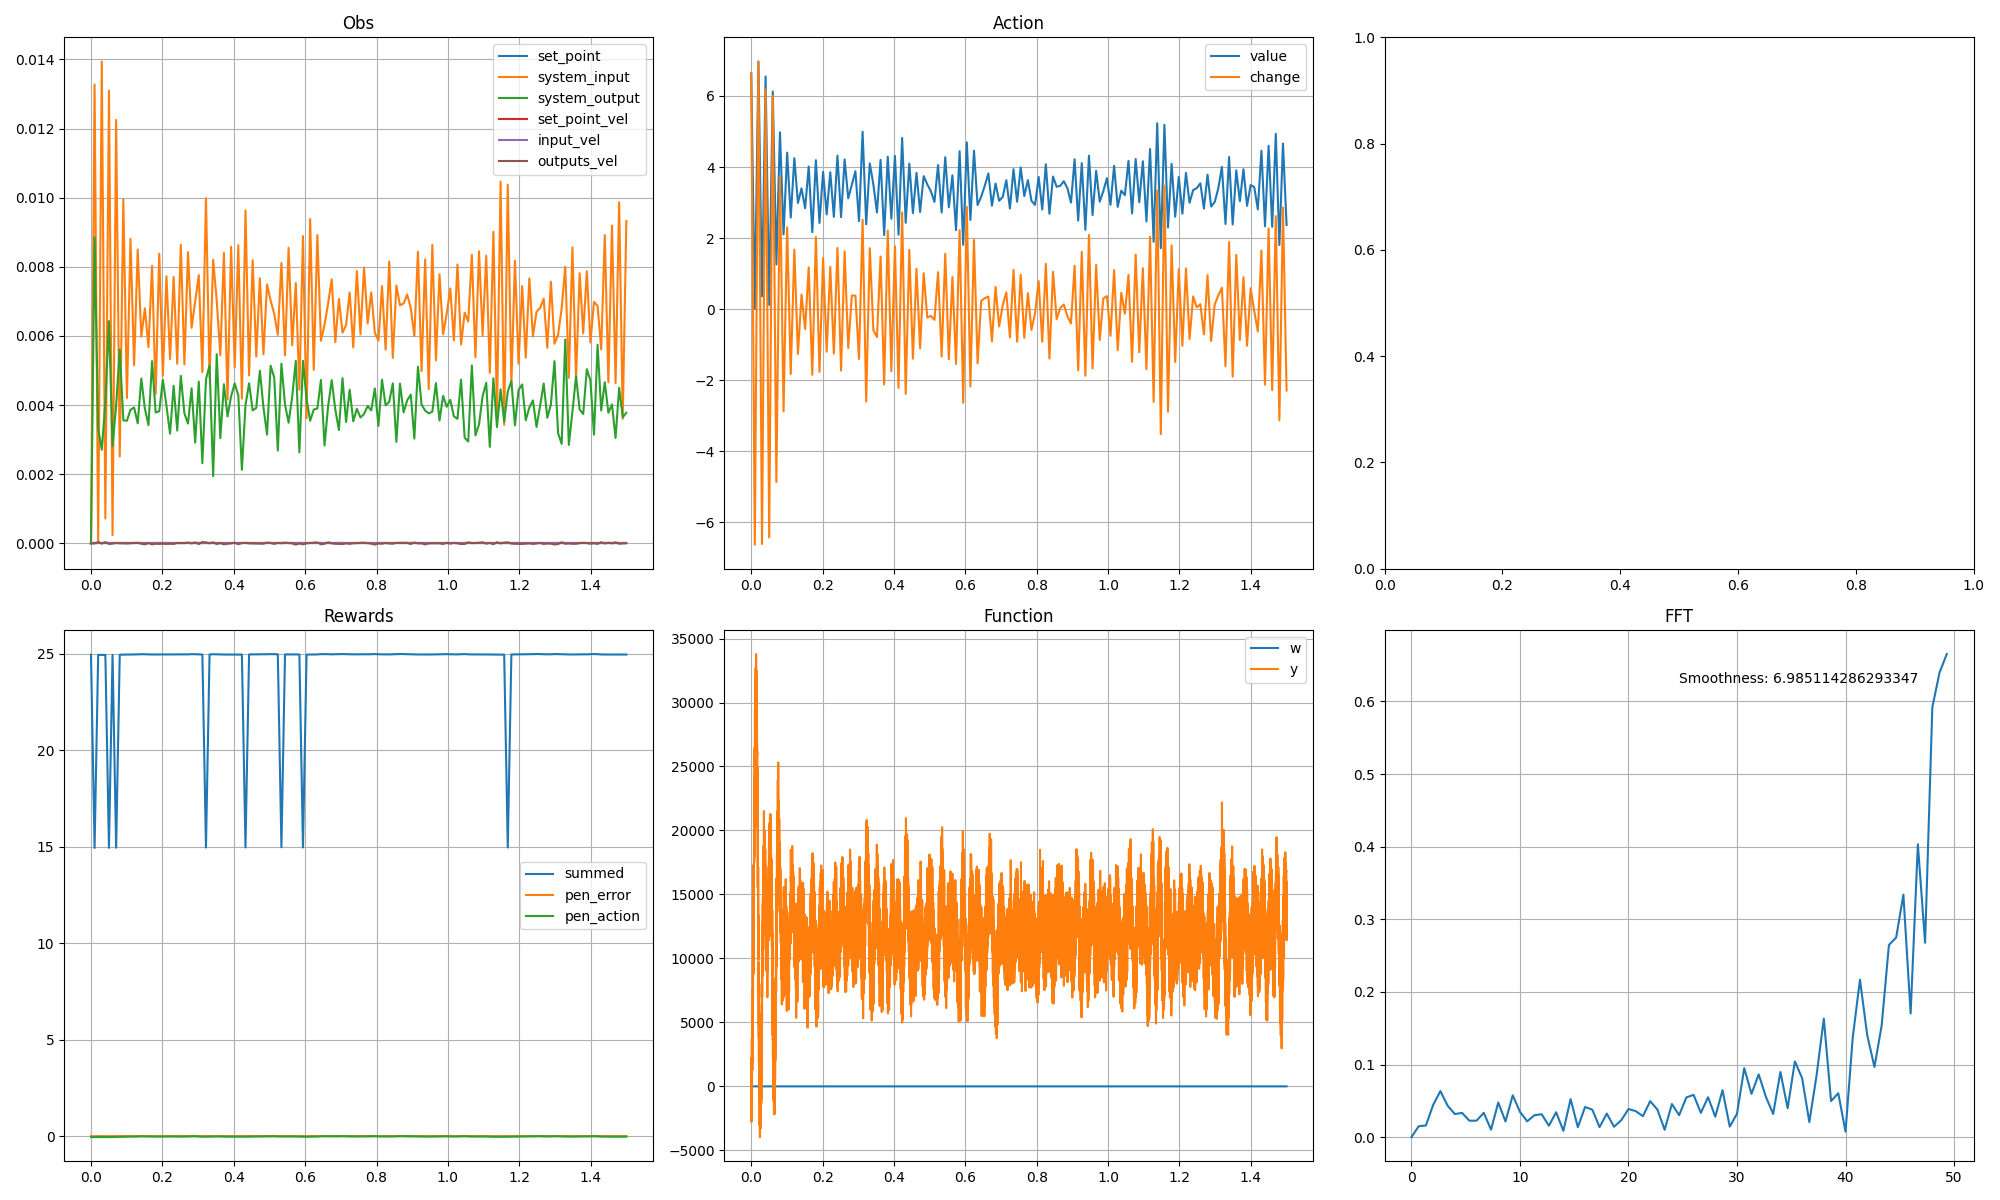 Obs
0.014
0.012
0.010
0.008
0.006
0.004
0.002
0.000
set_point
system_input
system_output
set_point_vel
input_vel
outputs_vel
0.0 0.2 0.4 0.6 0.8 1.0 1.2 1.4
Action
6
4
2
0
−2
−4
−6
value
change
0.0 0.2 0.4 0.6 0.8 1.0 1.2 1.4
1.0
0.8
0.6
0.4
0.2
0.0
0.0 0.2 0.4 0.6 0.8 1.0
Rewards
25
20
15
10
5
0
summed
pen_error
pen_action
0.0 0.2 0.4 0.6 0.8 1.0 1.2 1.4
Function
35000
30000
25000
20000
15000
10000
5000
0
−5000
w
y
0.0 0.2 0.4 0.6 0.8 1.0 1.2 1.4
FFT
Smoothness: 6.985114286293347
0.6
0.5
0.4
0.3
0.2
0.1
0.0
0 10 20 30 40 50